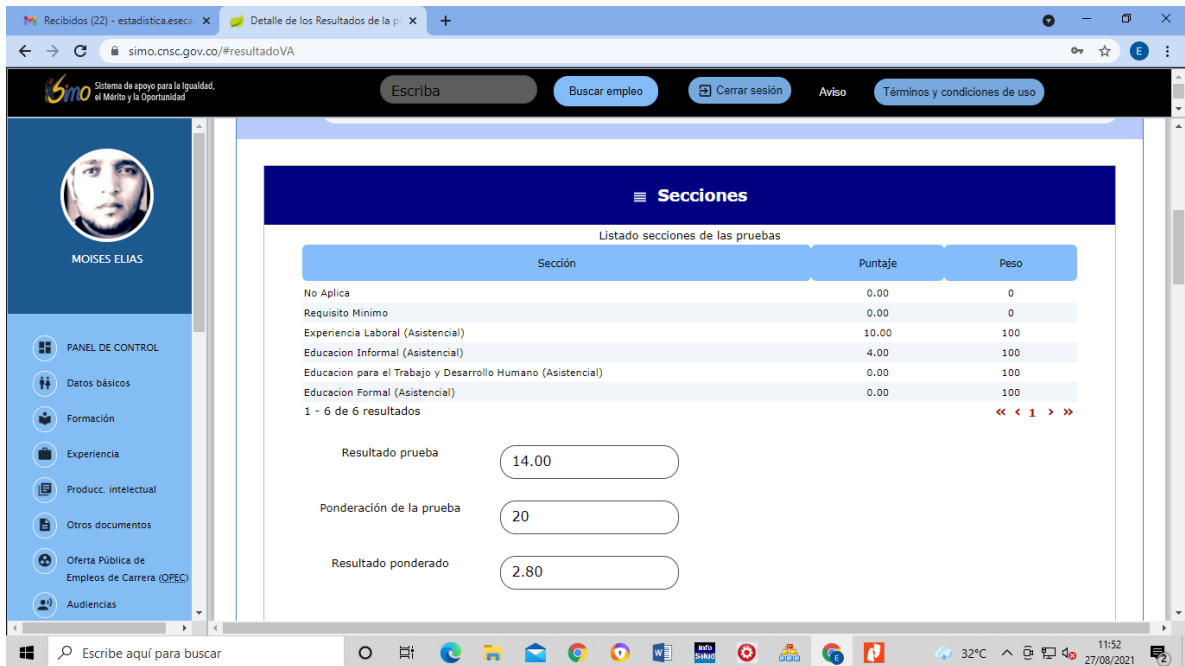 Recibidos (22) - estadistica.eseca
Detalle de los Resultados de la pr
simo.cnsc.gov.co/#resultadoVA
E
Simo Sistema de apoyo para la Igualdad,
el Mérito y la Oportunidad
Escriba
Buscar empleo
Cerrar sesión
Aviso
Términos y condiciones de uso
MOISES ELIAS
PANEL DE CONTROL
Datos básicos
Formación
Experiencia
Producc. intelectual
Otros documentos
Oferta Pública de
Empleos de Carrera (OPEC)
Audiencias
Secciones
Listado secciones de las pruebas
Sección Puntaje Peso
No Aplica 0.00 0
Requisito Minimo 0.00 0
Experiencia Laboral (Asistencial) 10.00 100
Educacion Informal (Asistencial) 4.00 100
Educacion para el Trabajo y Desarrollo Humano (Asistencial) 0.00 100
Educacion Formal (Asistencial) 0.00 100
1 - 6 de 6 resultados « ‹ 1 › »
Resultado prueba 14.00
Ponderación de la prueba 20
Resultado ponderado 2.80
Escribe aquí para buscar
Info
Salud
32°C
11:52
27/08/2021
2